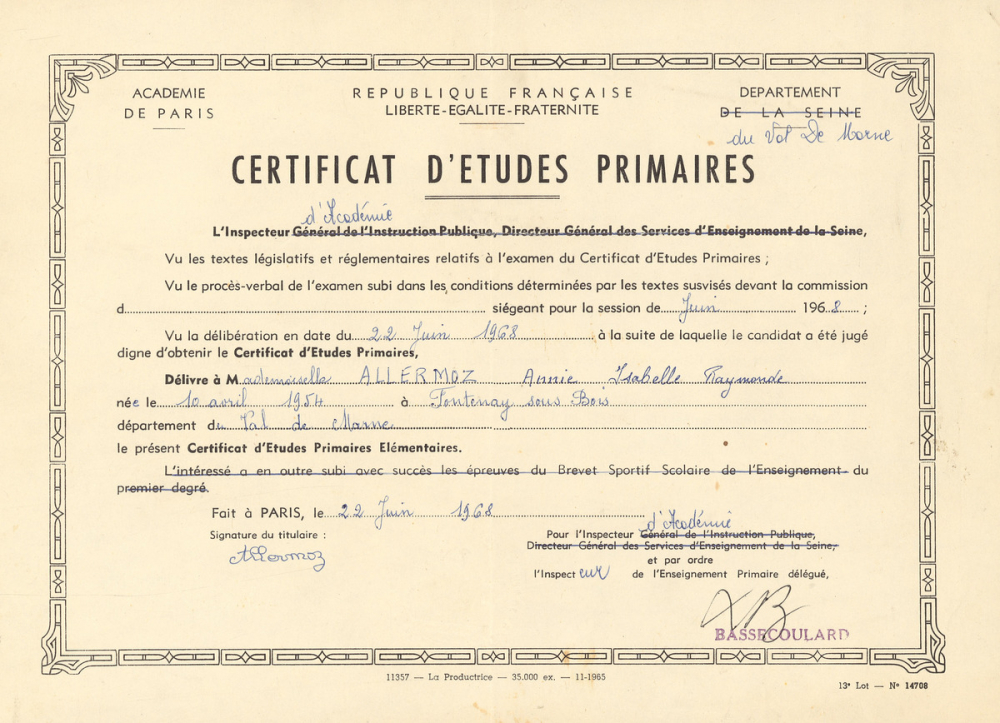 ACADEMIE
DE PARIS
REPUBLIQUE FRANÇAISE
LIBERTE-EGALITE-FRATERNITE
DEPARTEMENT
DE LA SEINE
du Val De Marne
CERTIFICAT D'ETUDES PRIMAIRES
d'Académie
L'Inspecteur Général de l'Instruction Publique, Directeur Général des Services d'Enseignement de la Seine,
Vu les textes législatifs et réglementaires relatifs à l'examen du Certificat d'Etudes Primaires ;
Vu le procès-verbal de l'examen subi dans les conditions déterminées par les textes susvisés devant la commission
d siégeant pour la session de Juin 1968 ;
Vu la délibération en date du 22 Juin 1968 à la suite de laquelle le candidat a été jugé
digne d'obtenir le Certificat d'Etudes Primaires,
Délivre à Mademoiselle ALLERMOZ Annie Isabelle Raymonde
née le 10 avril 1954 à Fontenay sous Bois
département du Val de Marne
le présent Certificat d'Etudes Primaires Elémentaires.
L'intéressé a en outre subi avec succès les épreuves du Brevet Sportif Scolaire de l'Enseignement du
premier degré.
Fait à PARIS, le 22 Juin 1968
Signature du titulaire :
Allermoz
d'Académie
Pour l'Inspecteur Général de l'Instruction Publique,
Directeur Général des Services d'Enseignement de la Seine,
et par ordre
l'Inspecteur de l'Enseignement Primaire délégué,
BASSECOULARD
11357 — La Productrice — 35.000 ex. — 11-1965
13e Lot — N° 14708